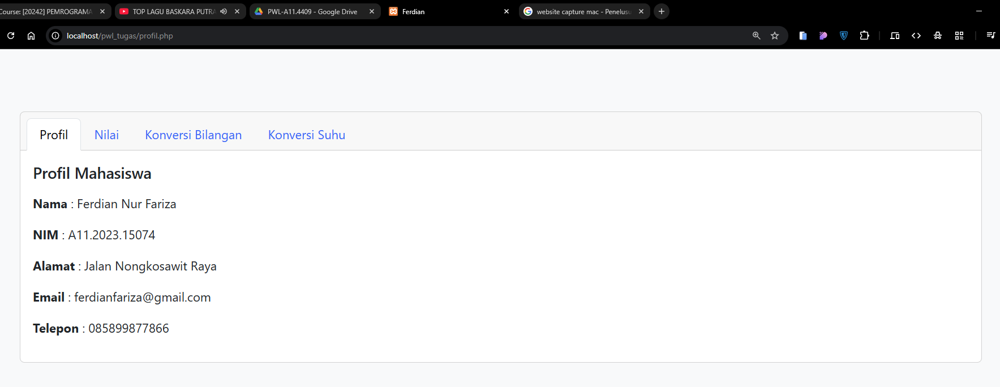 Course: [20242] PEMROGRAMA
TOP LAGU BASKARA PUTRA
PWL-A11.4409 - Google Drive
Ferdian
website capture mac - Penelusu
localhost/pwl_tugas/profil.php
Profil
Nilai
Konversi Bilangan
Konversi Suhu
Profil Mahasiswa
Nama : Ferdian Nur Fariza
NIM : A11.2023.15074
Alamat : Jalan Nongkosawit Raya
Email : ferdianfariza@gmail.com
Telepon : 085899877866